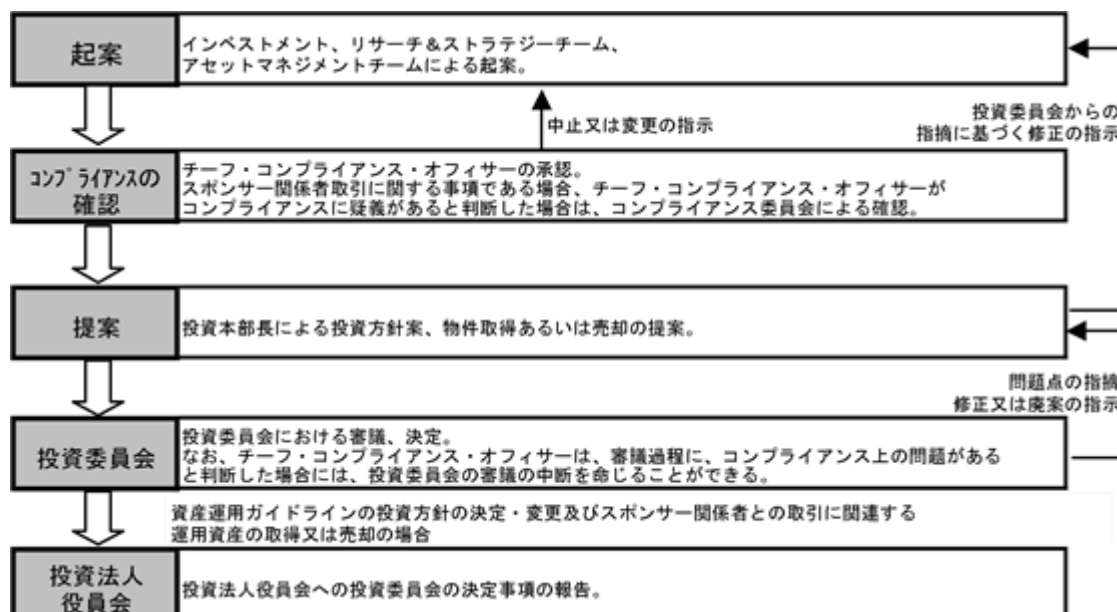 起案
インベストメント、リサーチ&ストラテジーチーム、
アセットマネジメントチームによる起案。
中止又は変更の指示
投資委員会からの
指摘に基づく修正の指示
コンプライアンスの
確認
チーフ・コンプライアンス・オフィサーの承認。
スポンサー関係者取引に関する事項である場合、チーフ・コンプライアンス・オフィサーが
コンプライアンスに疑義があると判断した場合は、コンプライアンス委員会による確認。
提案
投資本部長による投資方針案、物件取得あるいは売却の提案。
問題点の指摘
修正又は廃案の指示
投資委員会
投資委員会における審議、決定。
なお、チーフ・コンプライアンス・オフィサーは、審議過程に、コンプライアンス上の問題がある
と判断した場合には、投資委員会の審議の中断を命じることができる。
資産運用ガイドラインの投資方針の決定・変更及びスポンサー関係者との取引に関連する
運用資産の取得又は売却の場合
投資法人
役員会
投資法人役員会への投資委員会の決定事項の報告。